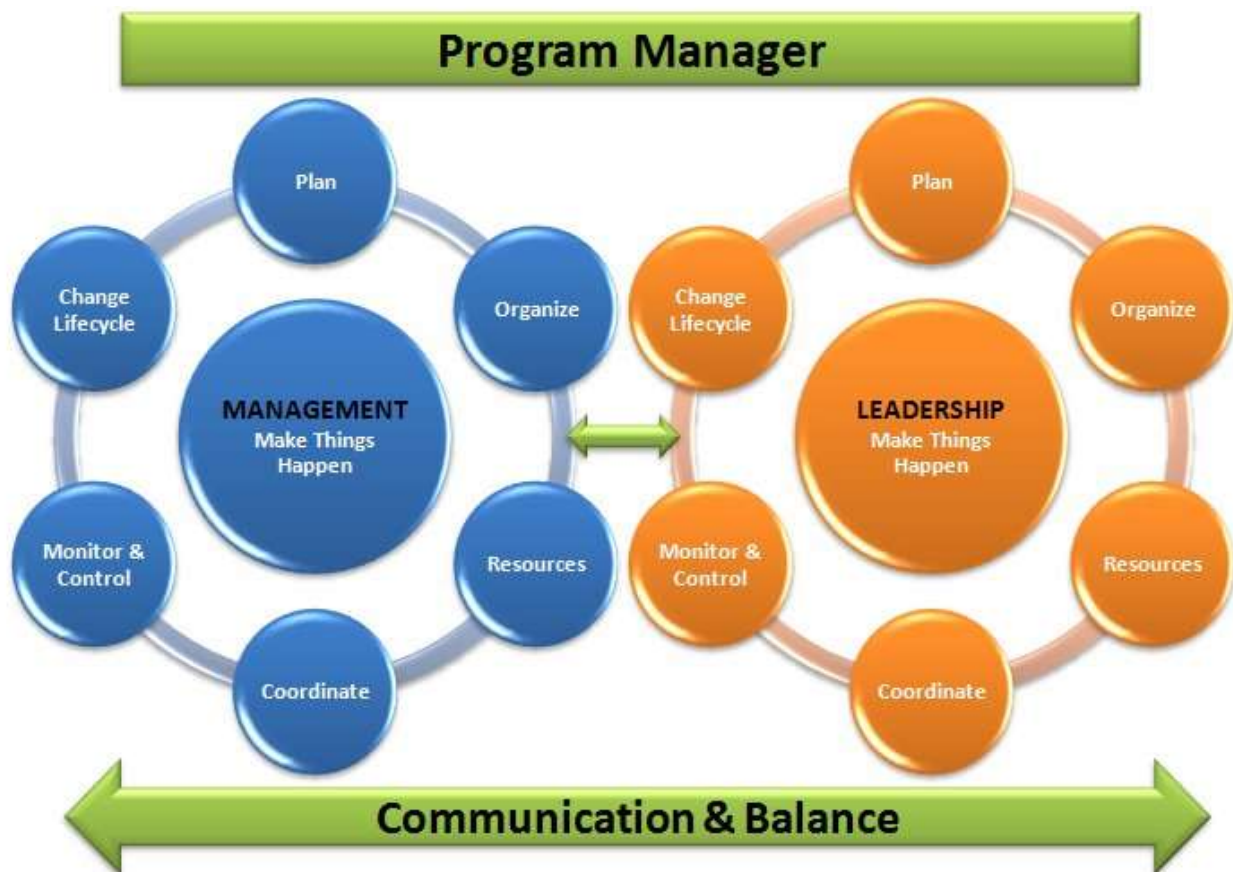 Program Manager
Plan
Organize
Resources
Coordinate
Monitor &
Control
Change
Lifecycle
MANAGEMENT
Make Things
Happen
Plan
Organize
Resources
Coordinate
Monitor &
Control
Change
Lifecycle
LEADERSHIP
Make Things
Happen
Communication & Balance